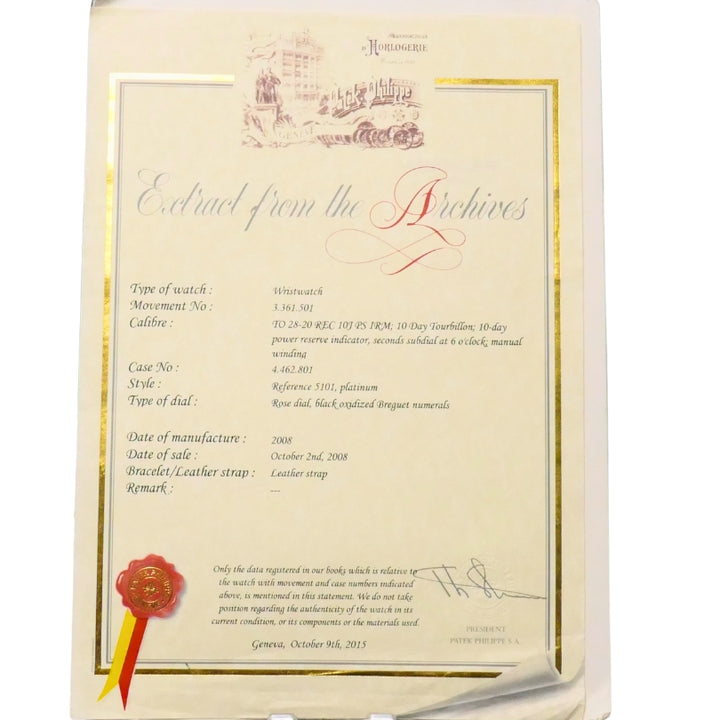 D'HORLOGERIE
Patek Philippe
GENÈVE
Extract from the Archives
Type of watch : Wristwatch
Movement No : 3.361.501
Calibre : TO 28-20 REC 10J PS IRM; 10 Day Tourbillon; 10-day
power reserve indicator, seconds subdial at 6 o'clock; manual
winding
Case No : 4.462.801
Style : Reference 5101, platinum
Type of dial : Rose dial, black oxidized Breguet numerals
Date of manufacture : 2008
Date of sale : October 2nd, 2008
Bracelet/Leather strap : Leather strap
Remark : ---
Only the data registered in our books which is relative to
the watch with movement and case numbers indicated
above, is mentioned in this statement. We do not take
position regarding the authenticity of the watch in its
current condition, or its components or the materials used.
Geneva, October 9th, 2015
PRESIDENT
PATEK PHILIPPE S.A.